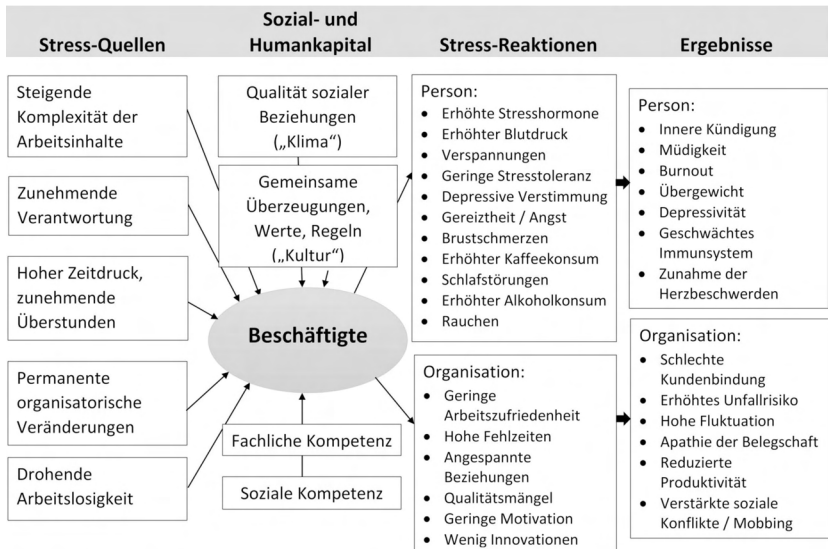 Stress-Quellen
Sozial- und
Humankapital
Stress-Reaktionen
Ergebnisse
Steigende
Komplexität der
Arbeitsinhalte
Zunehmende
Verantwortung
Hoher Zeitdruck,
zunehmende
Überstunden
Permanente
organisatorische
Veränderungen
Drohende
Arbeitslosigkeit
Qualität sozialer
Beziehungen
(„Klima“)
Gemeinsame
Überzeugungen,
Werte, Regeln
(„Kultur“)
Beschäftigte
Fachliche Kompetenz
Soziale Kompetenz
Person:
• Erhöhte Stresshormone
• Erhöhter Blutdruck
• Verspannungen
• Geringe Stresstoleranz
• Depressive Verstimmung
• Gereiztheit / Angst
• Brustschmerzen
• Erhöhter Kaffeekonsum
• Schlafstörungen
• Erhöhter Alkoholkonsum
• Rauchen
Organisation:
• Geringe
Arbeitszufriedenheit
• Hohe Fehlzeiten
• Angespannte
Beziehungen
• Qualitätsmängel
• Geringe Motivation
• Wenig Innovationen
Person:
• Innere Kündigung
• Müdigkeit
• Burnout
• Übergewicht
• Depressivität
• Geschwächtes
Immunsystem
• Zunahme der
Herzbeschwerden
Organisation:
• Schlechte
Kundenbindung
• Erhöhtes Unfallrisiko
• Hohe Fluktuation
• Apathie der Belegschaft
• Reduzierte
Produktivität
• Verstärkte soziale
Konflikte / Mobbing